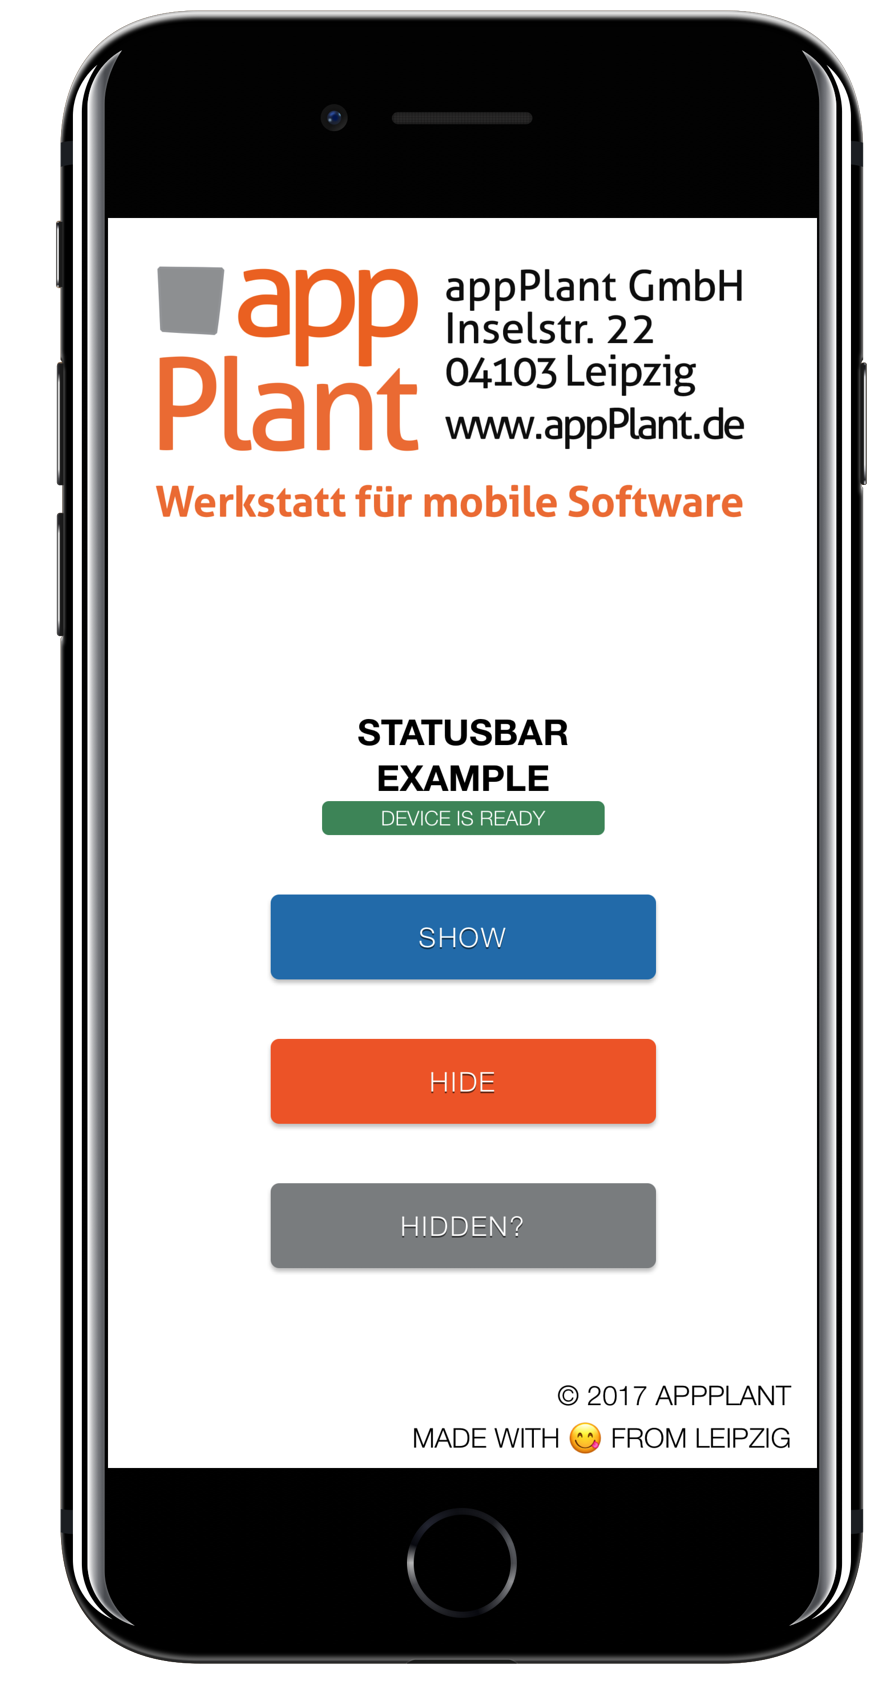 app
Plant
appPlant GmbH
Inselstr. 22
04103 Leipzig
www.appPlant.de
Werkstatt für mobile Software
STATUSBAR
EXAMPLE
DEVICE IS READY
SHOW
HIDE
HIDDEN?
© 2017 APPPLANT
MADE WITH 😋 FROM LEIPZIG